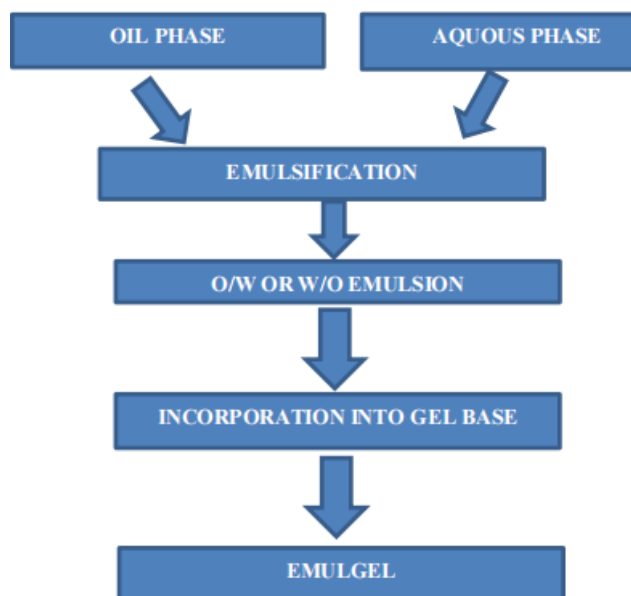 OIL PHASE
AQUOUS PHASE
EMULSIFICATION
O/W OR W/O EMULSION
INCORPORATION INTO GEL BASE
EMULGEL